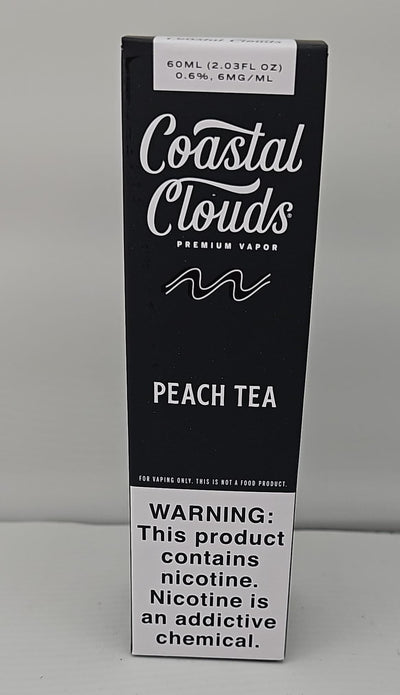 Coastal Clouds
60ML (2.03FL OZ)
0.6%, 6MG/ML
Coastal
Clouds®
PREMIUM VAPOR
PEACH TEA
FOR VAPING ONLY. THIS IS NOT A FOOD PRODUCT.
WARNING:
This product
contains
nicotine.
Nicotine is
an addictive
chemical.